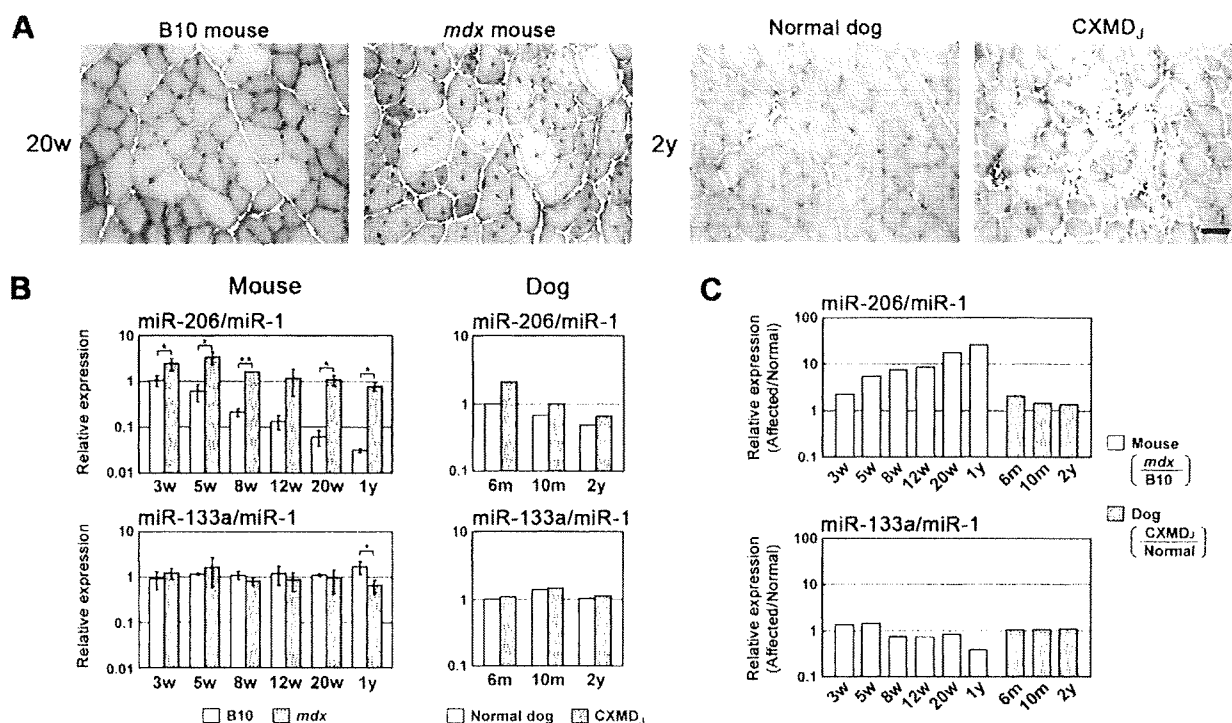 A
B10 mouse
mdx mouse
Normal dog
CXMDJ
20w
2y
B
Mouse
Dog
miR-206/miR-1
Relative expression
10
1
0.1
0.01
* * ** * *
3w 5w 8w 12w 20w 1y
miR-206/miR-1
10
1
0.1
6m 10m 2y
miR-133a/miR-1
Relative expression
10
1
0.1
0.01
*
3w 5w 8w 12w 20w 1y
B10 mdx
miR-133a/miR-1
10
1
0.1
6m 10m 2y
Normal dog CXMDJ
C
miR-206/miR-1
Relative expression
(Affected/Normal)
100
10
1
0.1
3w 5w 8w 12w 20w 1y 6m 10m 2y
miR-133a/miR-1
Relative expression
(Affected/Normal)
100
10
1
0.1
3w 5w 8w 12w 20w 1y 6m 10m 2y
Mouse
(mdx
B10)
Dog
(CXMDJ
Normal)